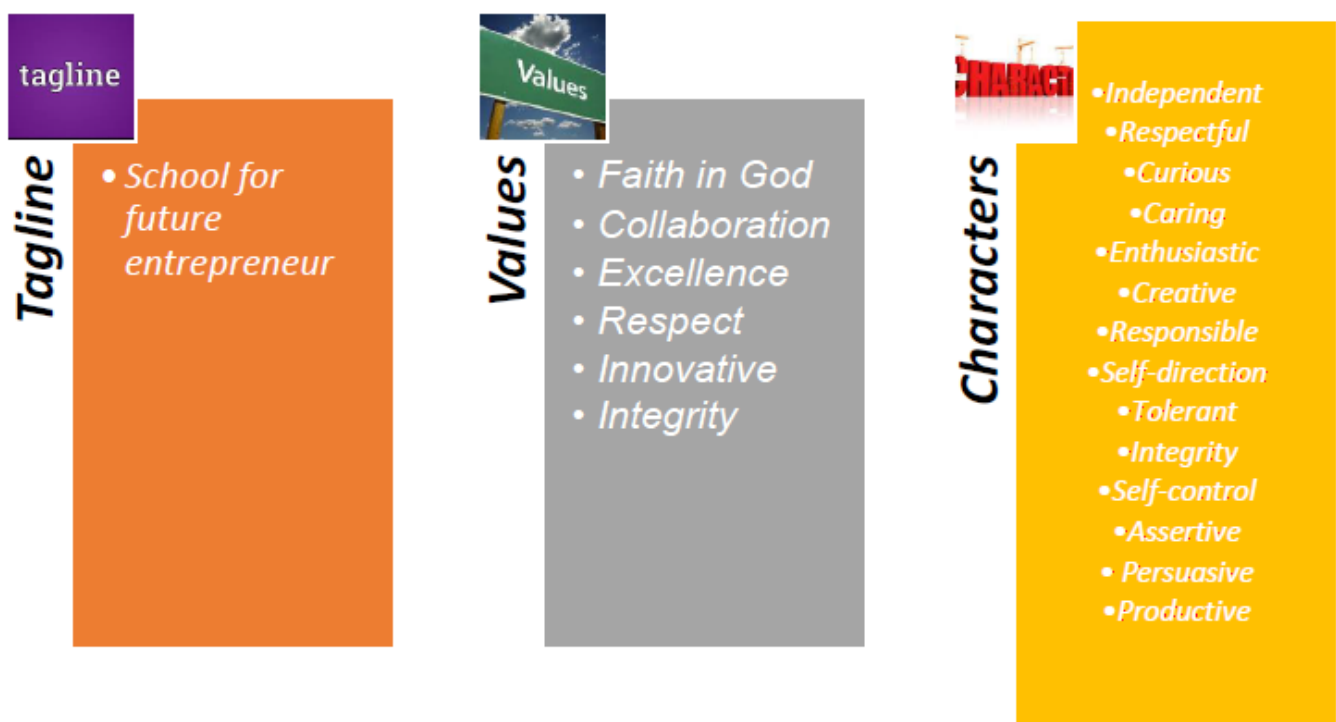 tagline
Tagline
• School for
future
entrepreneur
Values
Values
• Faith in God
• Collaboration
• Excellence
• Respect
• Innovative
• Integrity
CHARACT
Characters
•Independent
•Respectful
•Curious
•Caring
•Enthusiastic
•Creative
•Responsible
•Self-direction
•Tolerant
•Integrity
•Self-control
•Assertive
• Persuasive
•Productive